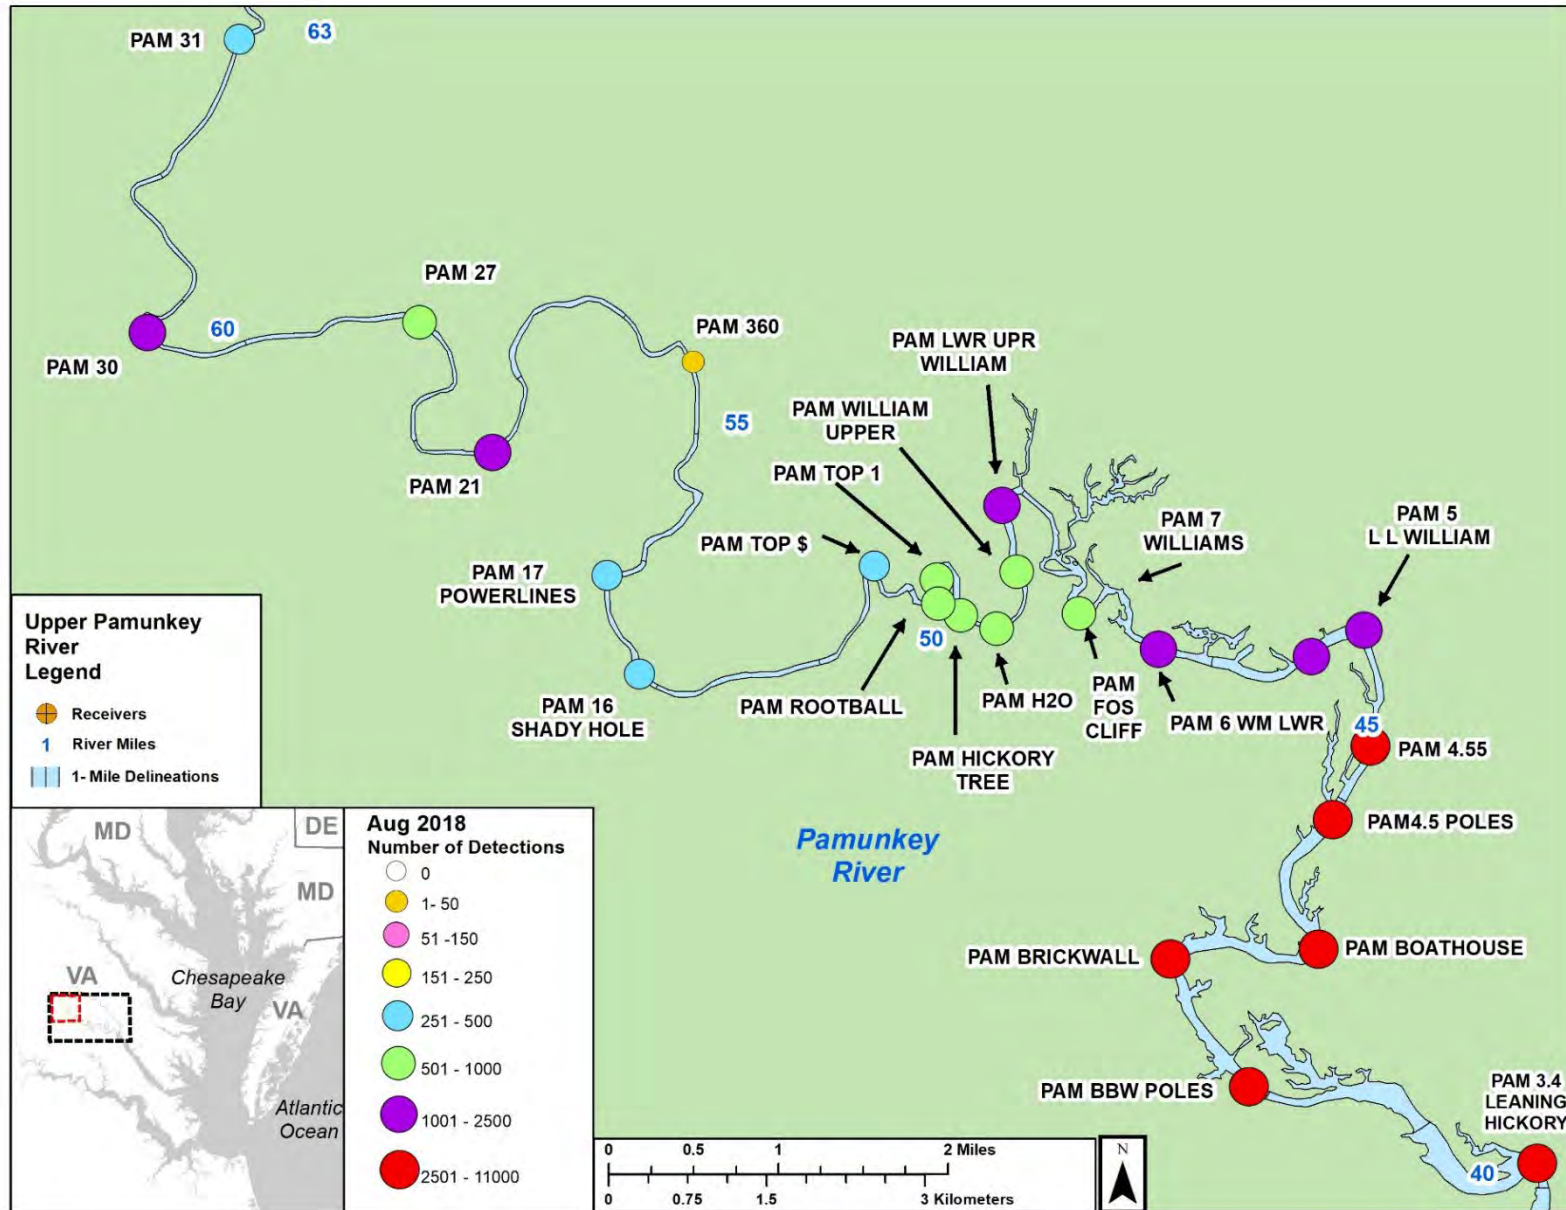 PAM 31
63
PAM 27
PAM 360
60
PAM 30
PAM LWR UPR
WILLIAM
PAM WILLIAM
UPPER
55
PAM TOP 1
PAM 21
PAM 7
WILLIAMS
PAM 5
L L WILLIAM
PAM TOP $
PAM 17
POWERLINES
50
PAM ROOTBALL
PAM H2O
PAM
FOS
CLIFF
PAM 6 WM LWR
PAM 16
SHADY HOLE
PAM HICKORY
TREE
45
PAM 4.55
PAM4.5 POLES
Pamunkey
River
PAM BOATHOUSE
PAM BRICKWALL
PAM BBW POLES
PAM 3.4
LEANING
HICKORY
40
Upper Pamunkey
River
Legend
Receivers
1 River Miles
1- Mile Delineations
MD
DE
MD
VA
Chesapeake
Bay
VA
Atlantic
Ocean
Aug 2018
Number of Detections
0
1- 50
51 -150
151 - 250
251 - 500
501 - 1000
1001 - 2500
2501 - 11000
0 0.5 1 2 Miles
0 0.75 1.5 3 Kilometers
N